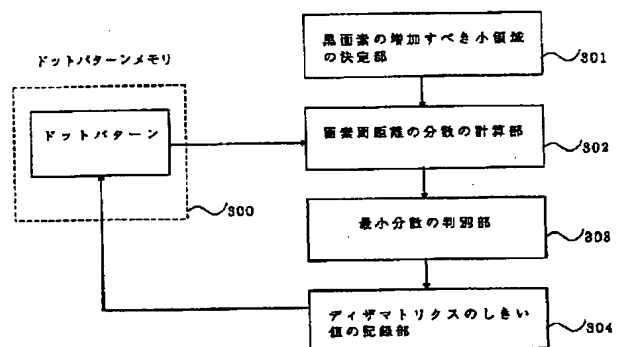 黒画素の増加すべき小領域
の決定部
301
ドットパターンメモリ
ドットパターン
300
画素間距離の分散の計算部
302
最小分散の判別部
303
ディザマトリクスのしきい
値の記録部
304